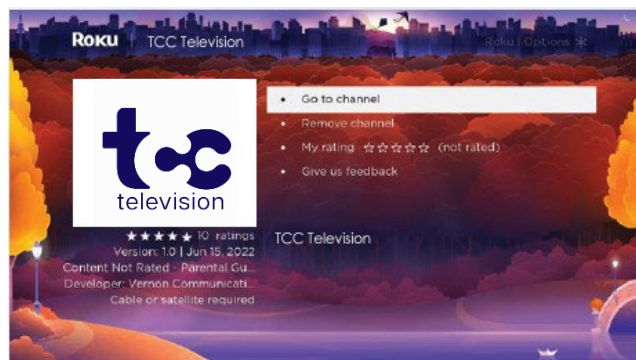 Roku TCC Television Roku | Options
tcc
television
Go to channel
Remove channel
My rating ☆☆☆☆☆ (not rated)
Give us feedback
★★★★★ 10 ratings
Version: 1.0 | Jun 15, 2022
Content Not Rated - Parental Gu...
Developer: Vernon Communicati...
Cable or satellite required
TCC Television